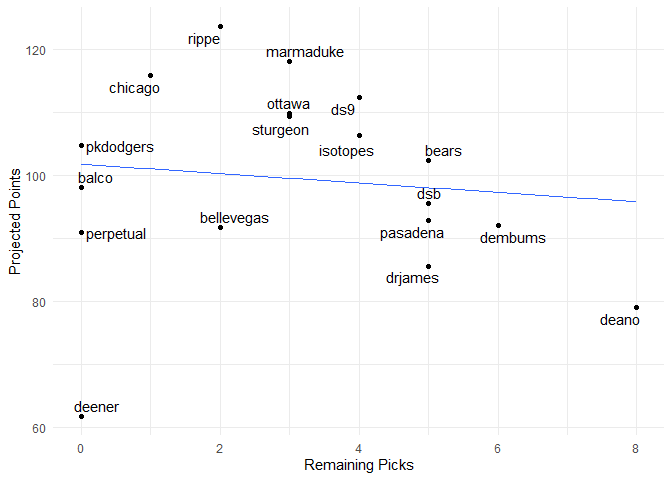 120
100
80
60
Projected Points
rippe
marmaduke
chicago
ottawa
ds9
sturgeon
pkdodgers
isotopes
bears
balco
dsb
bellevegas
perpetual
pasadena
dembums
drjames
deano
deener
0 2 4 6 8
Remaining Picks